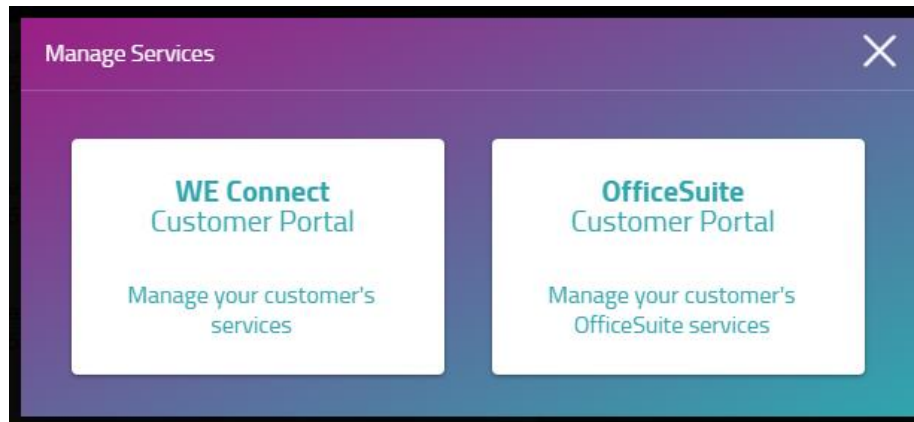 Manage Services
WE Connect
Customer Portal
Manage your customer's
services
OfficeSuite
Customer Portal
Manage your customer's
OfficeSuite services